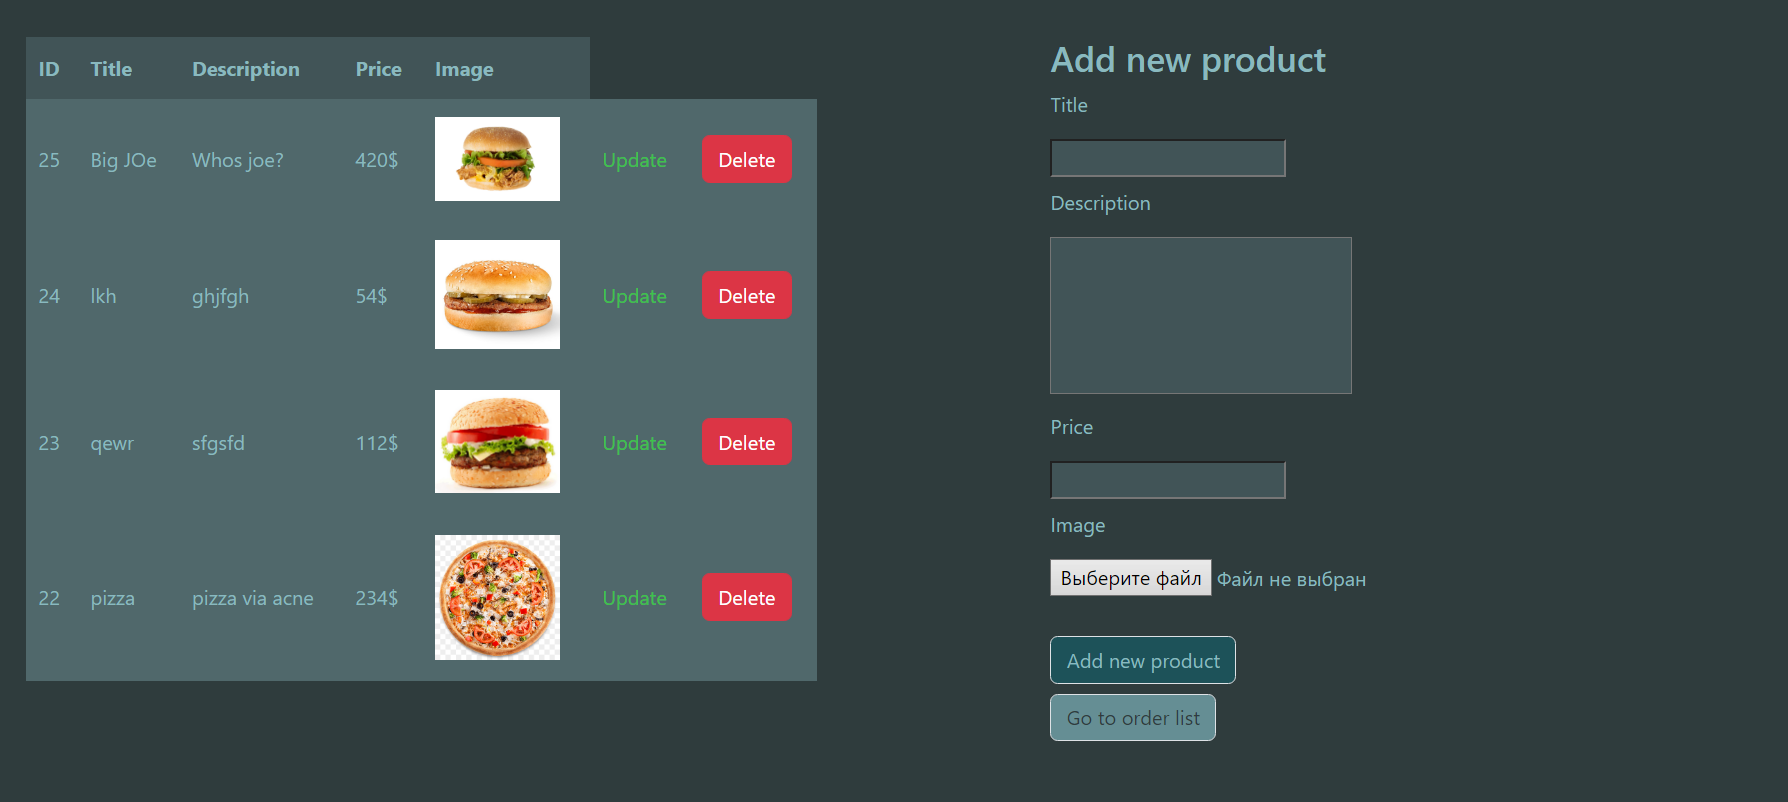 ID Title Description Price Image
25 Big JOe Whos joe? 420$ Update Delete
24 lkh ghjfgh 54$ Update Delete
23 qewr sfgsfd 112$ Update Delete
22 pizza pizza via acne 234$ Update Delete
Add new product
Title
Description
Price
Image
Выберите файл Файл не выбран
Add new product
Go to order list